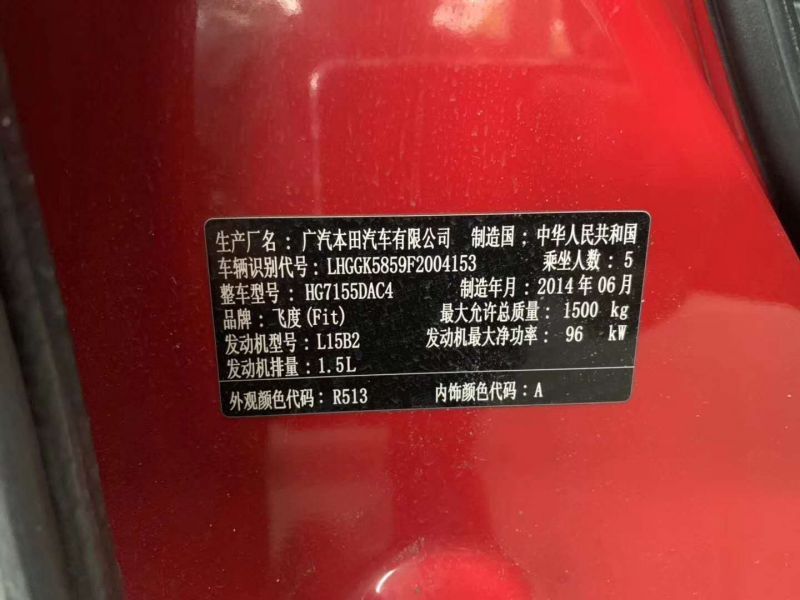 生产厂名：广汽本田汽车有限公司 制造国：中华人民共和国
车辆识别代号：LHGGK5859F2004153 乘坐人数：5
整车型号：HG7155DAC4 制造年月：2014年06月
品牌：飞度(Fit) 最大允许总质量：1500 kg
发动机型号：L15B2 发动机最大净功率：96 kW
发动机排量：1.5L
外观颜色代码：R513 内饰颜色代码：A